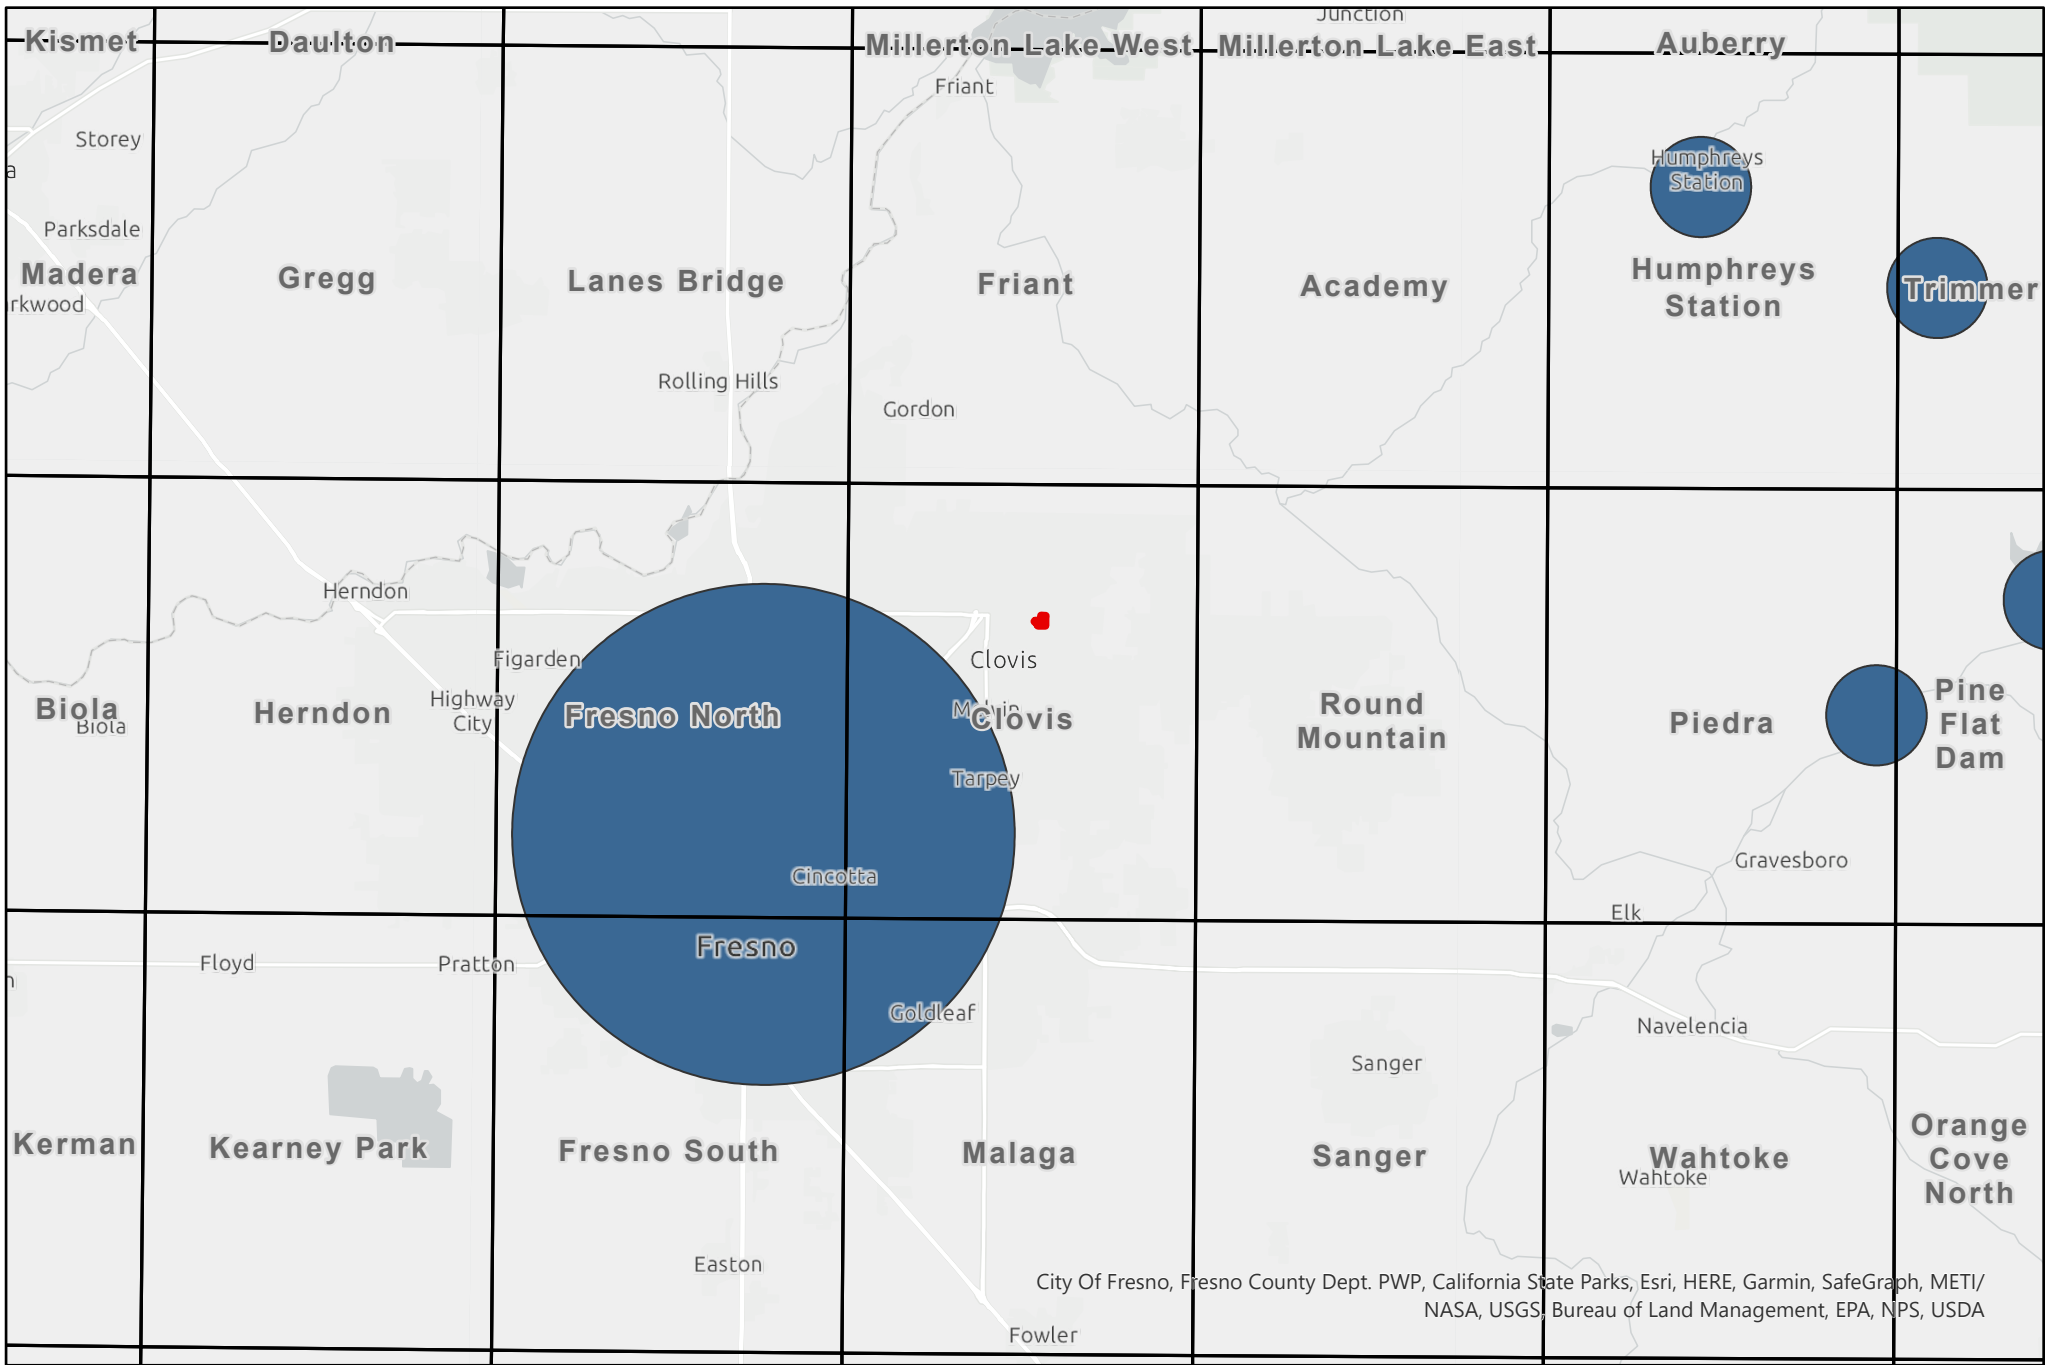 Junction
Kismet
Daulton
Millerton Lake West
Millerton Lake East
Auberry
Friant
Storey
Humphreys
Station
a
Parksdale
Madera
Gregg
Lanes Bridge
Friant
Academy
Humphreys
Station
Trimmer
rkwood
Rolling Hills
Gordon
Herndon
Figarden
Clovis
Highway
City
Biola
Biola
Herndon
Fresno North
Malvin
Clovis
Round
Mountain
Piedra
Pine
Flat
Dam
Tarpey
Cincotta
Gravesboro
Elk
Fresno
Floyd
Pratton
n
Goldleaf
Navelencia
Sanger
Kerman
Kearney Park
Fresno South
Malaga
Sanger
Wahtoke
Wahtoke
Orange
Cove
North
Easton
City Of Fresno, Fresno County Dept. PWP, California State Parks, Esri, HERE, Garmin, SafeGraph, METI/
NASA, USGS, Bureau of Land Management, EPA, NPS, USDA
Fowler